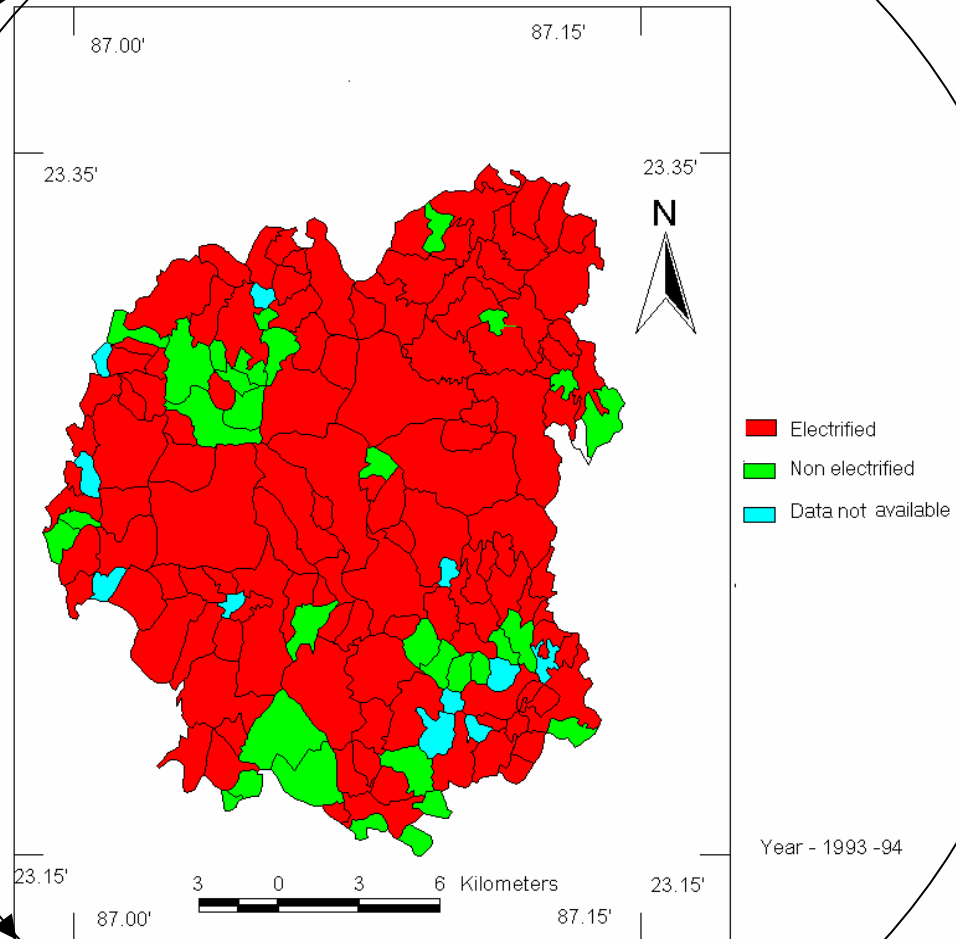 87.00'
87.15'
23.35'
23.35'
N
Electrified
Non electrified
Data not available
Year - 1993 -94
23.15'
3 0 3 6 Kilometers
23.15'
87.00'
87.15'